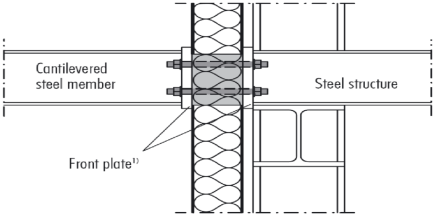 Cantilevered
steel member
Steel structure
Front plate¹⁾